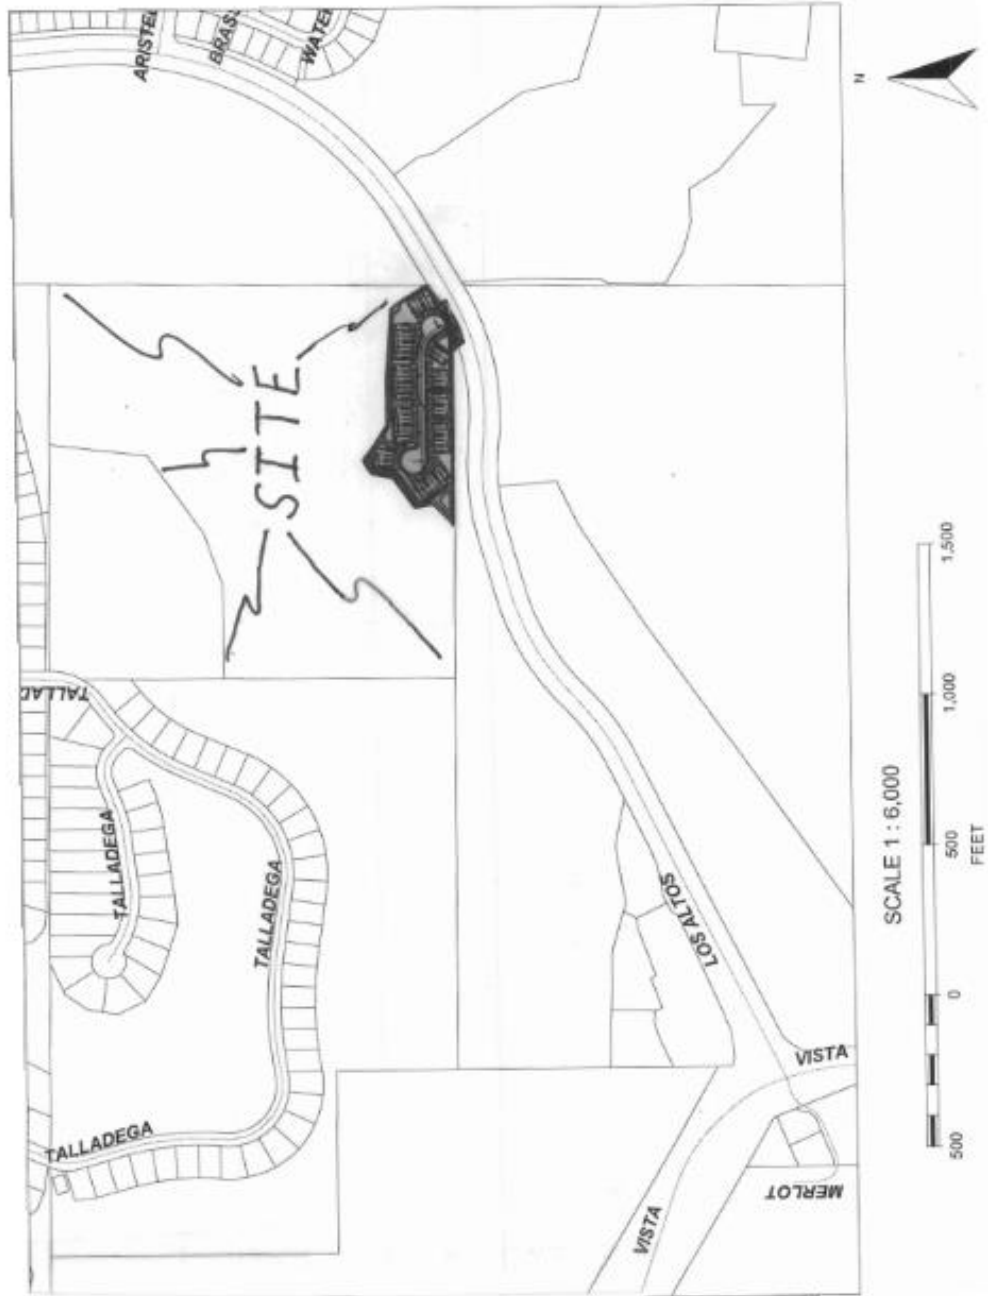 ARISTE
BRAS
WATER
N
SITE
TALLAD
TALLADEGA
TALLADEGA
TALLADEGA
LOS ALTOS
VISTA
VISTA
MERLOT
SCALE 1 : 6,000
500 0 500 1,000 1,500
FEET